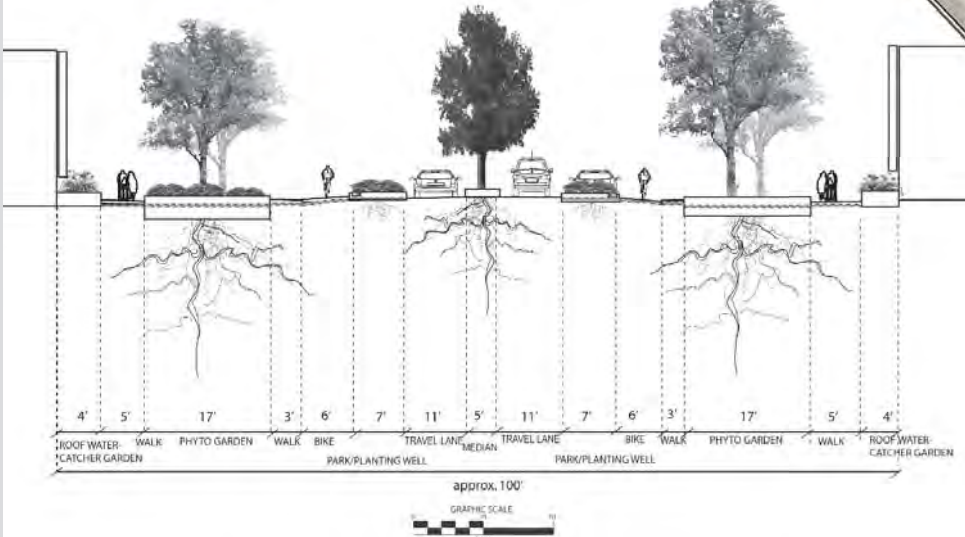 4' 5' 17' 3' 6' 7' 11' 5' 11' 7' 6' 3' 17' 5' 4'
ROOF WATER- WALK PHYTO GARDEN WALK BIKE TRAVEL LANE MEDIAN TRAVEL LANE BIKE WALK PHYTO GARDEN WALK ROOF WATER-
CATCHER GARDEN PARK/PLANTING WELL PARK/PLANTING WELL CATCHER GARDEN
approx. 100'
GRAPHIC SCALE